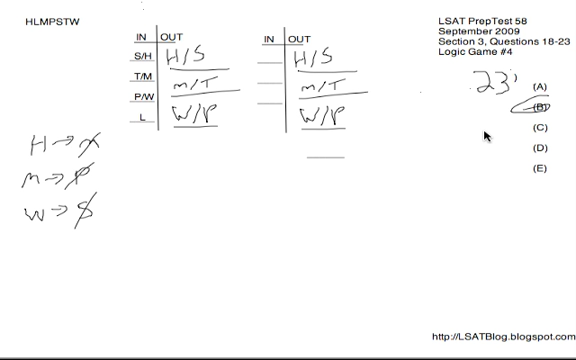 HLMPSTW
LSAT PrepTest 58
September 2009
Section 3, Questions 18-23
Logic Game #4
IN OUT IN OUT
S/H H/S H/S
T/M M/T M/T
P/W W/P W/P
L
23)
(A)
(B)
(C)
(D)
(E)
H →
M → P
W → S
http://LSATBlog.blogspot.com/